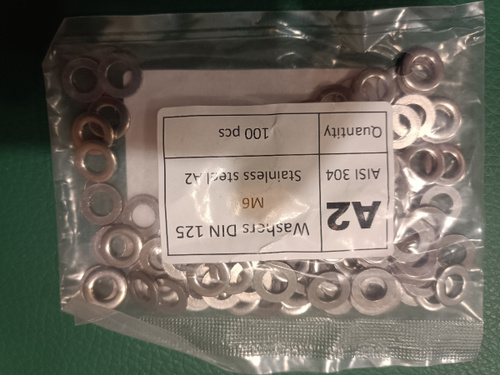 A2
AISI 304
Washers DIN 125
M6
Stainless steel A2
Quantity
100 pcs